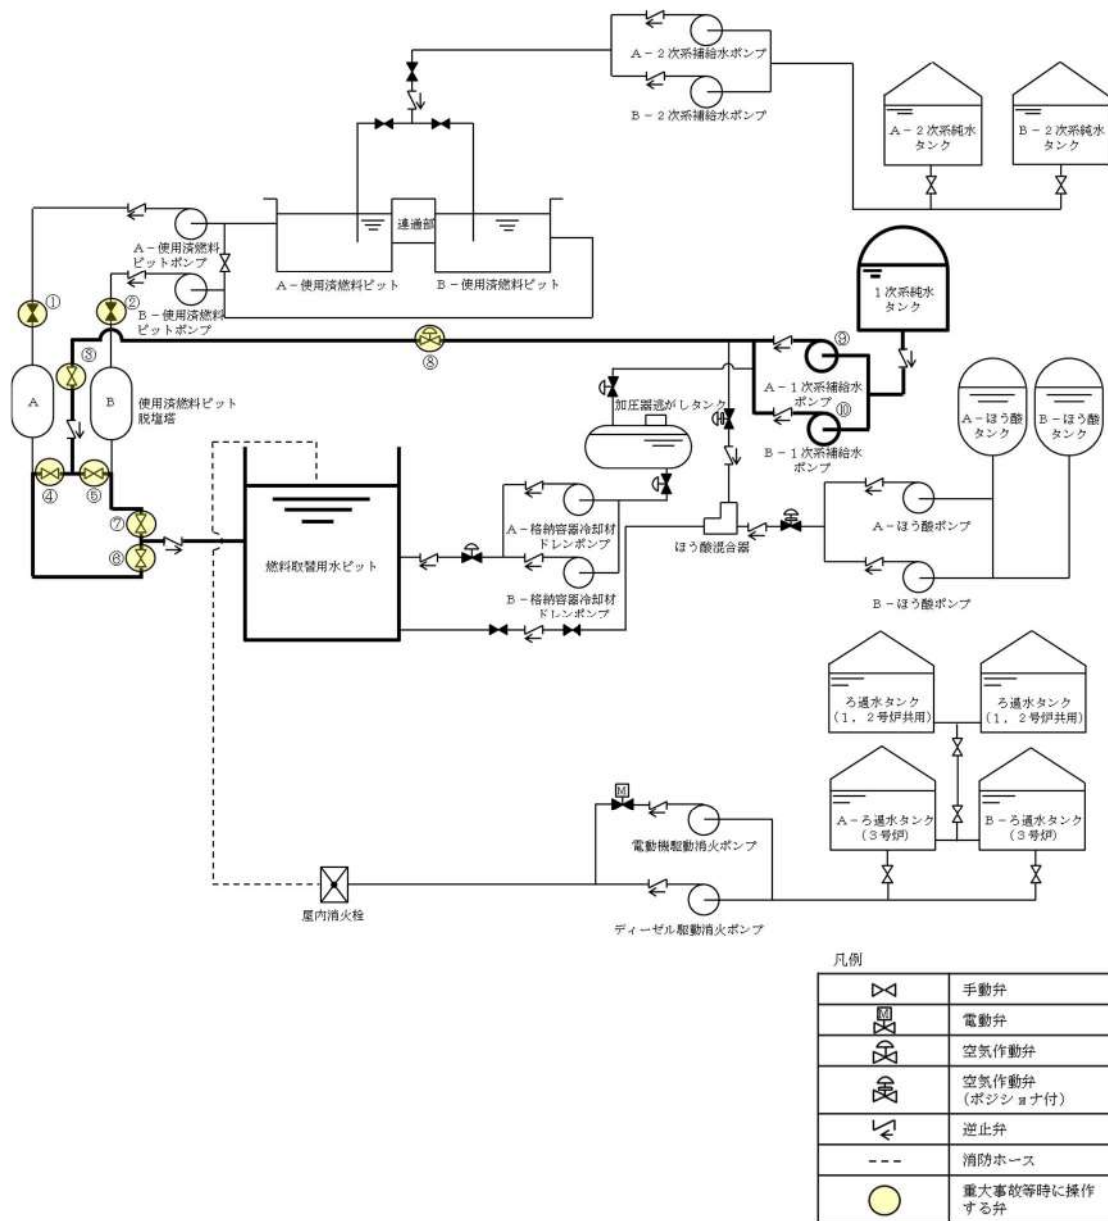 A-2次系補給水ポンプ
B-2次系補給水ポンプ
A-2次系純水
タンク
B-2次系純水
タンク
連通部
A-使用済燃料
ピットポンプ
A-使用済燃料ピット
B-使用済燃料ピット
1次系純水
タンク
①
②
B-使用済燃料
ピットポンプ
③
⑧
⑨
A-1次系補給水
ポンプ
A
B
使用済燃料ピット
脱塩塔
加圧器逃がしタンク
⑩
B-1次系補給水
ポンプ
A-ほう酸
タンク
B-ほう酸
タンク
④
⑤
⑦
⑥
A-格納容器冷却材
ドレンポンプ
ほう酸混合器
A-ほう酸ポンプ
燃料取替用水ピット
B-格納容器冷却材
ドレンポンプ
B-ほう酸ポンプ
ろ過水タンク
(1,2号炉共用)
ろ過水タンク
(1,2号炉共用)
M
電動機駆動消火ポンプ
A-ろ過水タンク
(3号炉)
B-ろ過水タンク
(3号炉)
屋内消火栓
ディーゼル駆動消火ポンプ
凡例
手動弁
M
電動弁
空気作動弁
空気作動弁
(ポジショナ付)
逆止弁
消防ホース
重大事故等時に操作
する弁